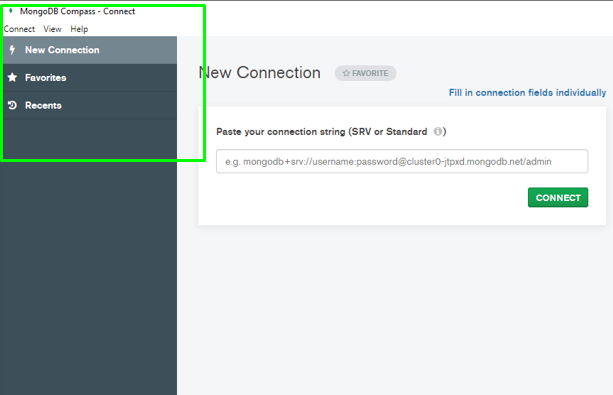 MongoDB Compass - Connect
Connect View Help
New Connection
Favorites
Recents
New Connection
FAVORITE
Fill in connection fields individually
Paste your connection string (SRV or Standard )
e.g. mongodb+srv://username:password@cluster0-jtpxd.mongodb.net/admin
CONNECT